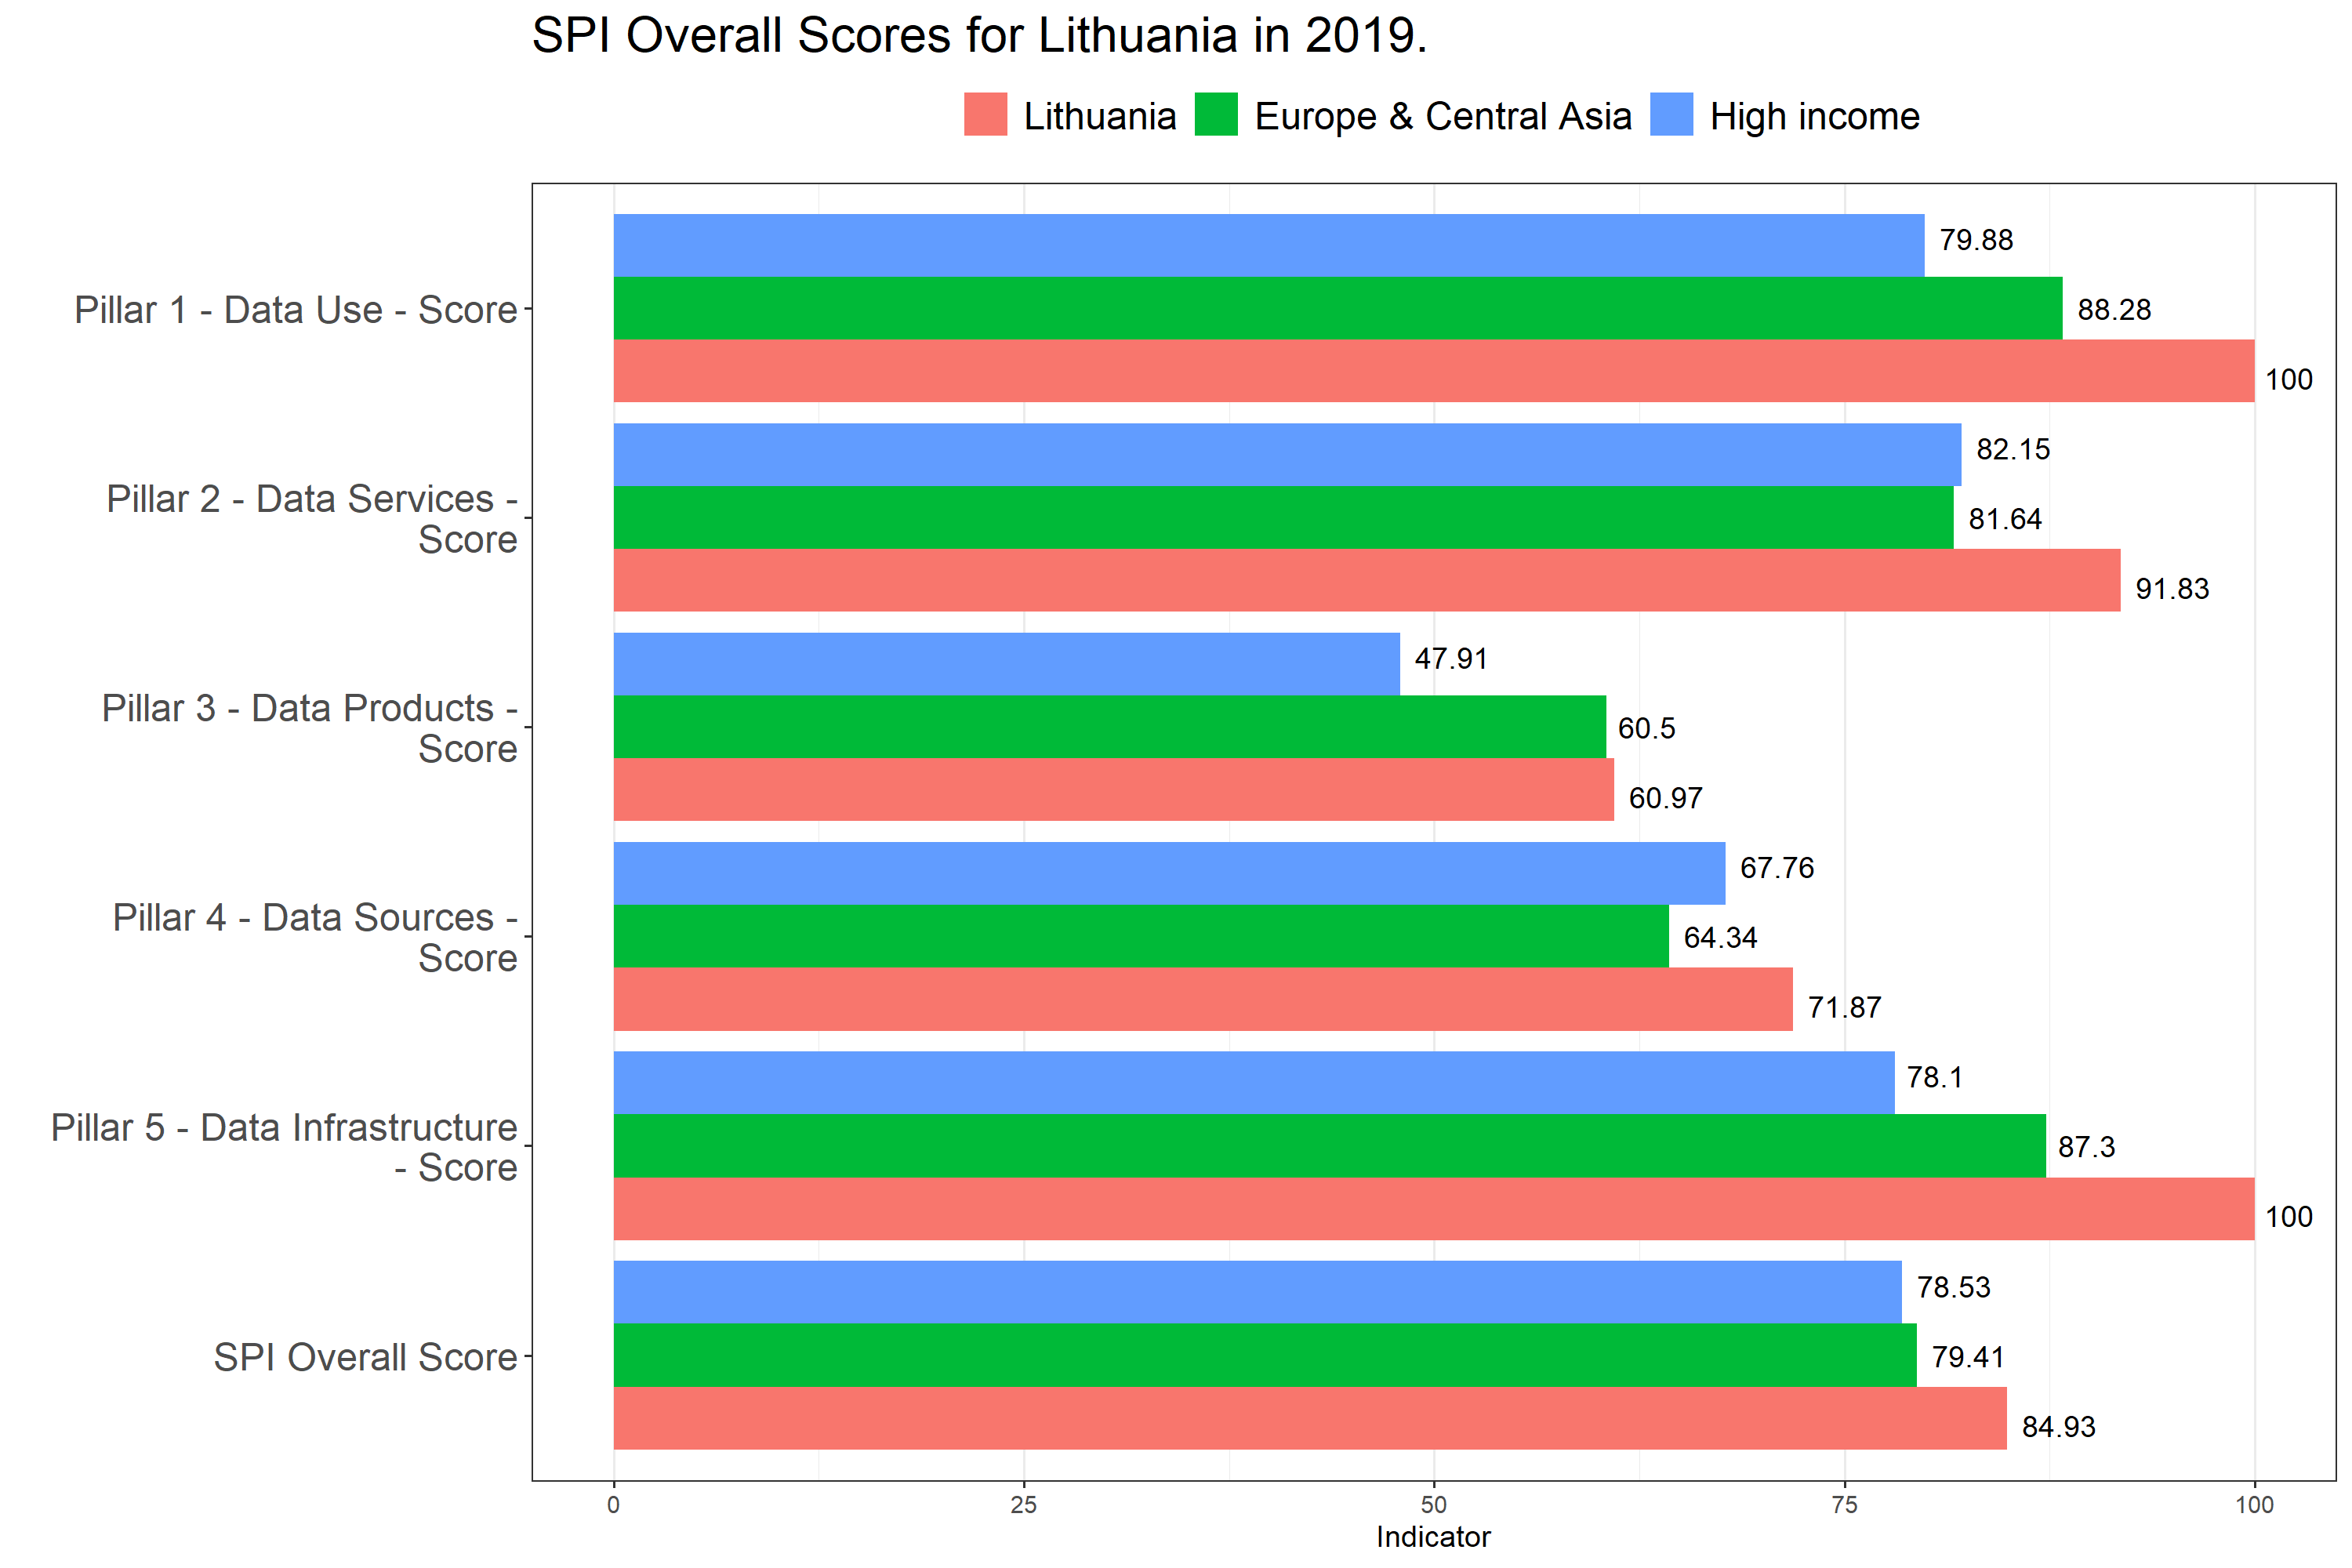 SPI Overall Scores for Lithuania in 2019.
Lithuania Europe & Central Asia High income
Pillar 1 - Data Use - Score
79.88
88.28
100
Pillar 2 - Data Services -
Score
82.15
81.64
91.83
Pillar 3 - Data Products -
Score
47.91
60.5
60.97
Pillar 4 - Data Sources -
Score
67.76
64.34
71.87
Pillar 5 - Data Infrastructure
- Score
78.1
87.3
100
SPI Overall Score
78.53
79.41
84.93
0 25 50 75 100
Indicator